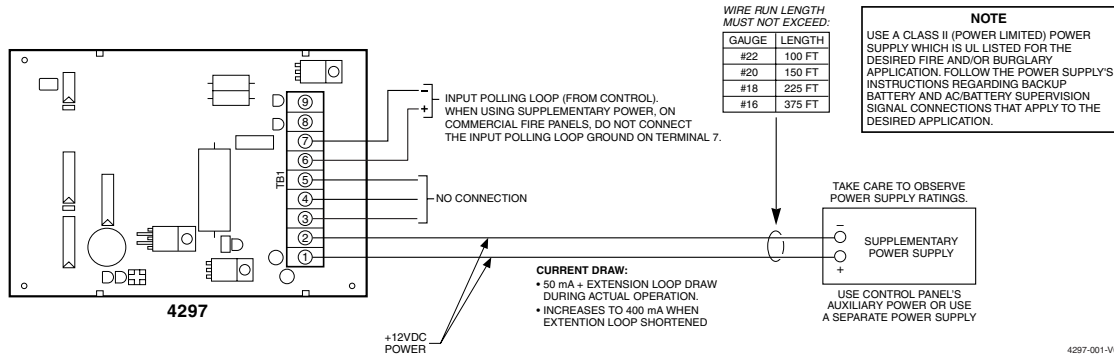 WIRE RUN LENGTH
MUST NOT EXCEED:
GAUGE LENGTH
#22 100 FT
#20 150 FT
#18 225 FT
#16 375 FT
NOTE
USE A CLASS II (POWER LIMITED) POWER
SUPPLY WHICH IS UL LISTED FOR THE
DESIRED FIRE AND/OR BURGLARY
APPLICATION. FOLLOW THE POWER SUPPLY'S
INSTRUCTIONS REGARDING BACKUP
BATTERY AND AC/BATTERY SUPERVISION
SIGNAL CONNECTIONS THAT APPLY TO THE
DESIRED APPLICATION.
9
8
7
6
5
4
3
2
1
TB1
–
+
INPUT POLLING LOOP (FROM CONTROL).
WHEN USING SUPPLEMENTARY POWER, ON
COMMERCIAL FIRE PANELS, DO NOT CONNECT
THE INPUT POLLING LOOP GROUND ON TERMINAL 7.
NO CONNECTION
TAKE CARE TO OBSERVE
POWER SUPPLY RATINGS.
–
SUPPLEMENTARY
POWER SUPPLY
+
USE CONTROL PANEL'S
AUXILIARY POWER OR USE
A SEPARATE POWER SUPPLY
CURRENT DRAW:
• 50 mA + EXTENSION LOOP DRAW
DURING ACTUAL OPERATION.
• INCREASES TO 400 mA WHEN
EXTENTION LOOP SHORTENED
4297
+12VDC
POWER